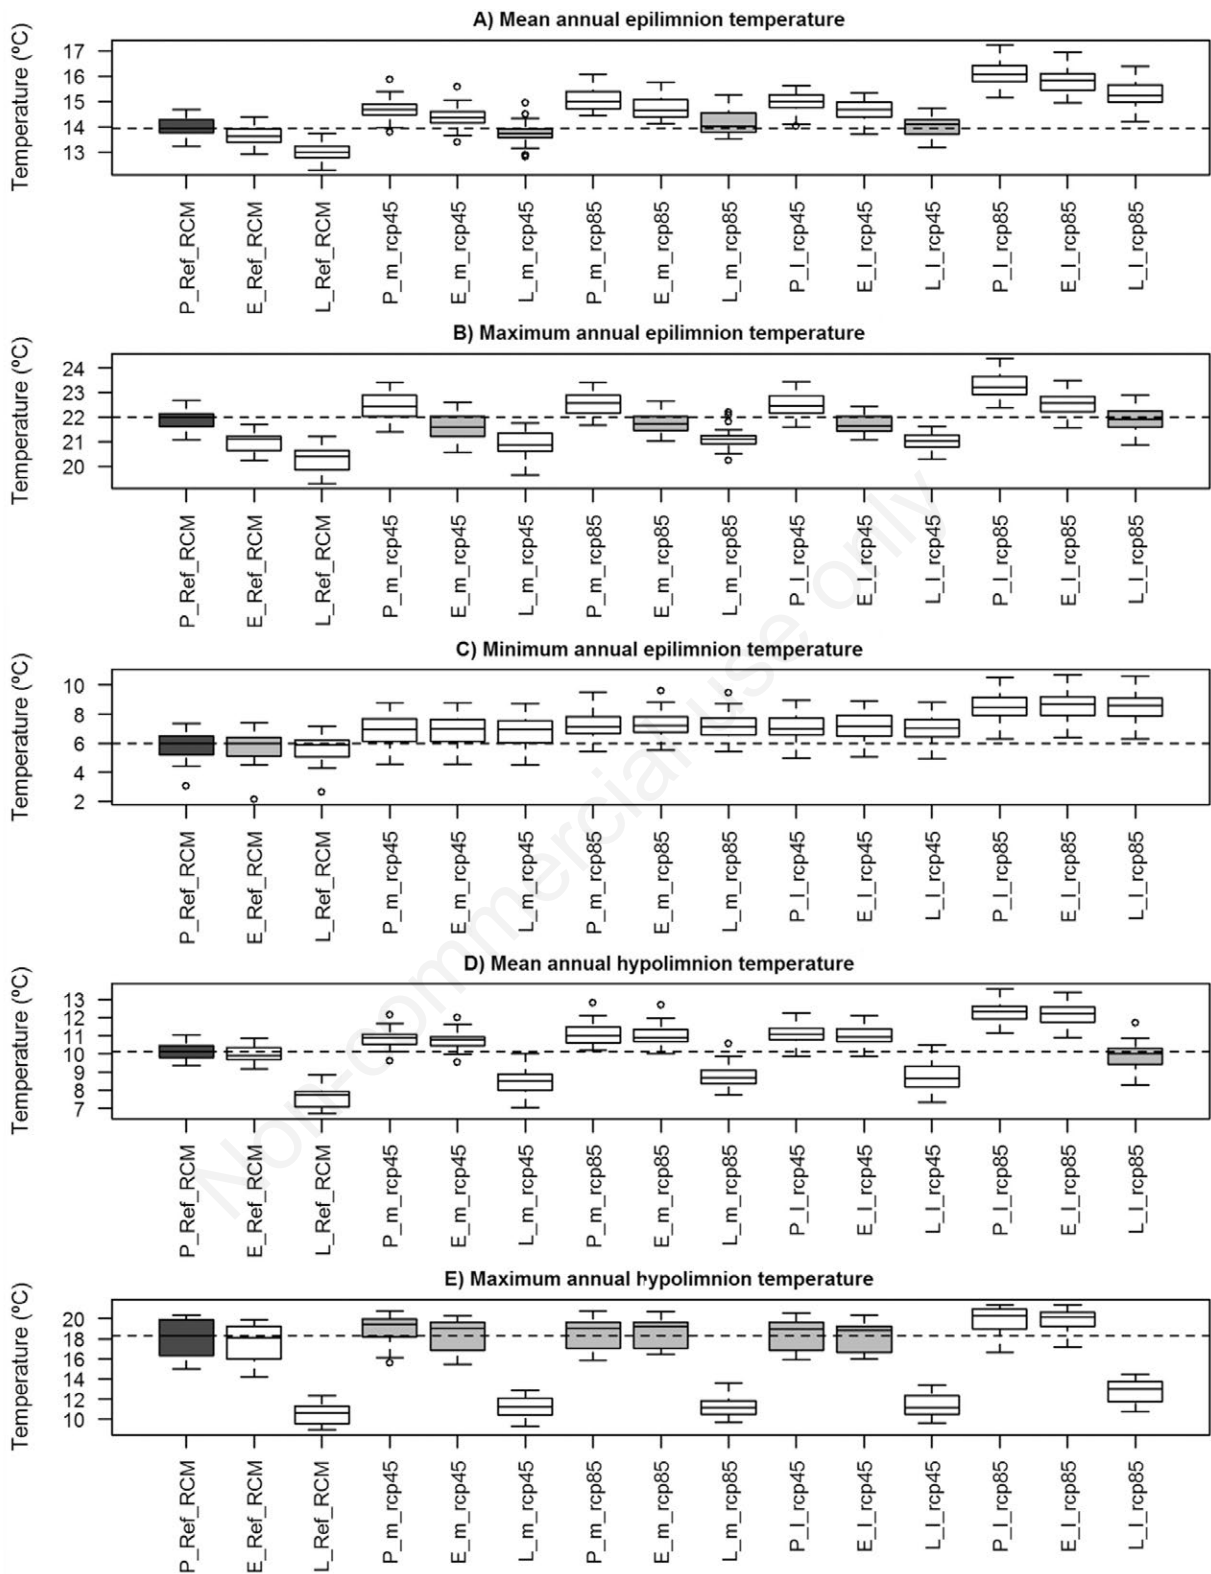 A) Mean annual epilimnion temperature
Temperature (ºC)
17
16
15
14
13
P_Ref_RCM
E_Ref_RCM
L_Ref_RCM
P_m_rcp45
E_m_rcp45
L_m_rcp45
P_m_rcp85
E_m_rcp85
L_m_rcp85
P_l_rcp45
E_l_rcp45
L_l_rcp45
P_l_rcp85
E_l_rcp85
L_l_rcp85
B) Maximum annual epilimnion temperature
Temperature (ºC)
24
23
22
21
20
P_Ref_RCM
E_Ref_RCM
L_Ref_RCM
P_m_rcp45
E_m_rcp45
L_m_rcp45
P_m_rcp85
E_m_rcp85
L_m_rcp85
P_l_rcp45
E_l_rcp45
L_l_rcp45
P_l_rcp85
E_l_rcp85
L_l_rcp85
C) Minimum annual epilimnion temperature
Temperature (ºC)
10
8
6
4
2
P_Ref_RCM
E_Ref_RCM
L_Ref_RCM
P_m_rcp45
E_m_rcp45
L_m_rcp45
P_m_rcp85
E_m_rcp85
L_m_rcp85
P_l_rcp45
E_l_rcp45
L_l_rcp45
P_l_rcp85
E_l_rcp85
L_l_rcp85
D) Mean annual hypolimnion temperature
Temperature (ºC)
13
12
11
10
9
8
7
P_Ref_RCM
E_Ref_RCM
L_Ref_RCM
P_m_rcp45
E_m_rcp45
L_m_rcp45
P_m_rcp85
E_m_rcp85
L_m_rcp85
P_l_rcp45
E_l_rcp45
L_l_rcp45
P_l_rcp85
E_l_rcp85
L_l_rcp85
E) Maximum annual hypolimnion temperature
Temperature (ºC)
20
18
16
14
12
10
P_Ref_RCM
E_Ref_RCM
L_Ref_RCM
P_m_rcp45
E_m_rcp45
L_m_rcp45
P_m_rcp85
E_m_rcp85
L_m_rcp85
P_l_rcp45
E_l_rcp45
L_l_rcp45
P_l_rcp85
E_l_rcp85
L_l_rcp85
Non-commercial use only